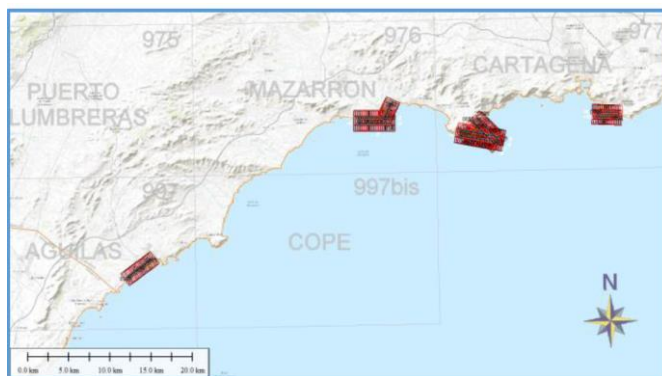 975
976
977
CARTAGENA
MAZARRON
PUERTO
LUMBRERAS
997
997bis
COPE
AGUILAS
N
0.0 km 5.0 km 10.0 km 15.0 km 20.0 km